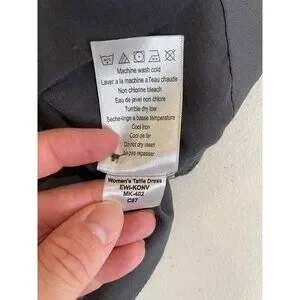 Machine wash cold
Laver a la machine a l'eau chaude
Non chlorine bleach
Eau de javel non chlore
Tumble dry low
Seche-linge a basse temperature
Cool iron
Cool de fer
Do not dry clean
pas repasser
Women's Taille Dress
EWI-KONV
MK-402
C87